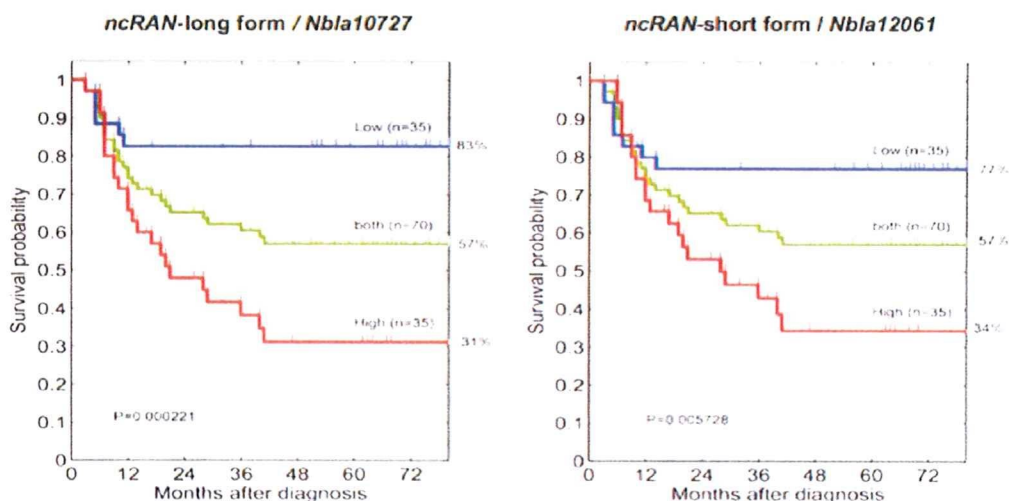 ncRAN-long form / Nbla10727
1
0.9
0.8
0.7
0.6
0.5
0.4
0.3
0.2
0.1
0
Survival probability
Low (n=35)
83%
both (n=70)
57%
High (n=35)
31%
P=0.000221
0 12 24 36 48 60 72
Months after diagnosis
ncRAN-short form / Nbla12061
1
0.9
0.8
0.7
0.6
0.5
0.4
0.3
0.2
0.1
0
Survival probability
Low (n=35)
77%
both (n=70)
57%
High (n=35)
34%
P=0.005728
0 12 24 36 48 60 72
Months after diagnosis